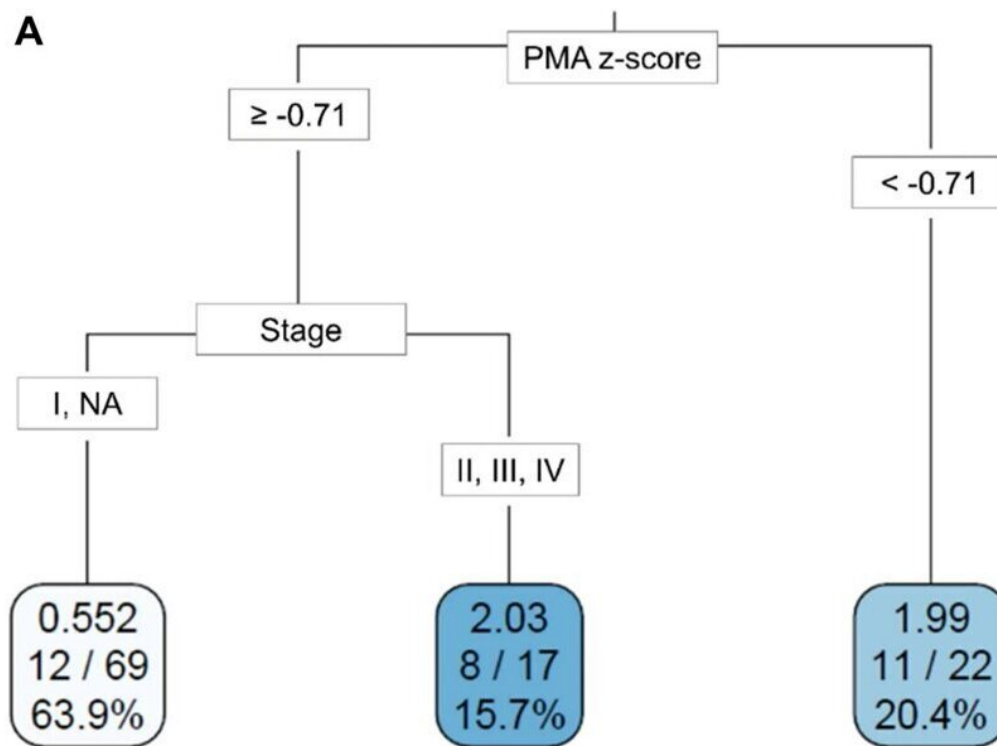 A
PMA z-score
≥ -0.71
< -0.71
Stage
I, NA
II, III, IV
0.552
12 / 69
63.9%
2.03
8 / 17
15.7%
1.99
11 / 22
20.4%